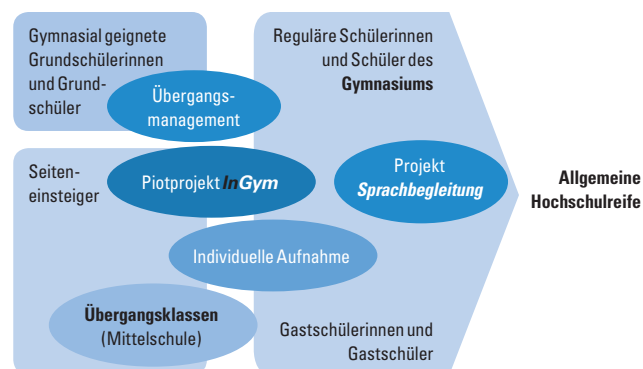 Gymnasial geeignete
Grundschülerinnen
und Grund-
schüler
Übergangs-
management
Reguläre Schülerinnen
und Schüler des
Gymnasiums
Seiten-
einsteiger
Piotprojekt InGym
Projekt
Sprachbegleitung
Allgemeine
Hochschulreife
Individuelle Aufnahme
Übergangsklassen
(Mittelschule)
Gastschülerinnen und
Gastschüler